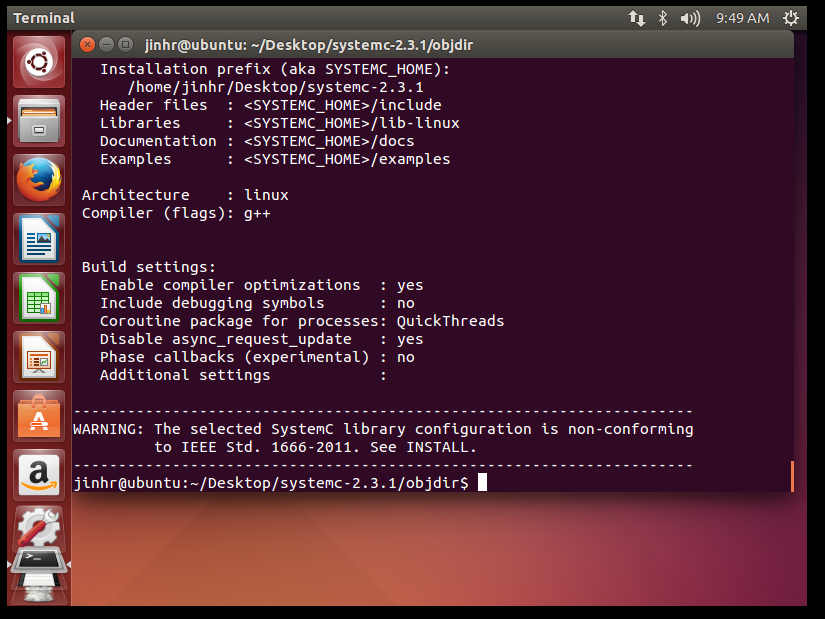 Terminal
9:49 AM
jinhr@ubuntu: ~/Desktop/systemc-2.3.1/objdir
Installation prefix (aka SYSTEMC_HOME):
/home/jinhr/Desktop/systemc-2.3.1
Header files  : <SYSTEMC_HOME>/include
Libraries     : <SYSTEMC_HOME>/lib-linux
Documentation : <SYSTEMC_HOME>/docs
Examples      : <SYSTEMC_HOME>/examples
Architecture    : linux
Compiler (flags): g++
Build settings:
Enable compiler optimizations  : yes
Include debugging symbols      : no
Coroutine package for processes: QuickThreads
Disable async_request_update   : yes
Phase callbacks (experimental) : no
Additional settings            :
---------------------------------------------------------------------
WARNING: The selected SystemC library configuration is non-conforming
to IEEE Std. 1666-2011. See INSTALL.
---------------------------------------------------------------------
jinhr@ubuntu:~/Desktop/systemc-2.3.1/objdir$